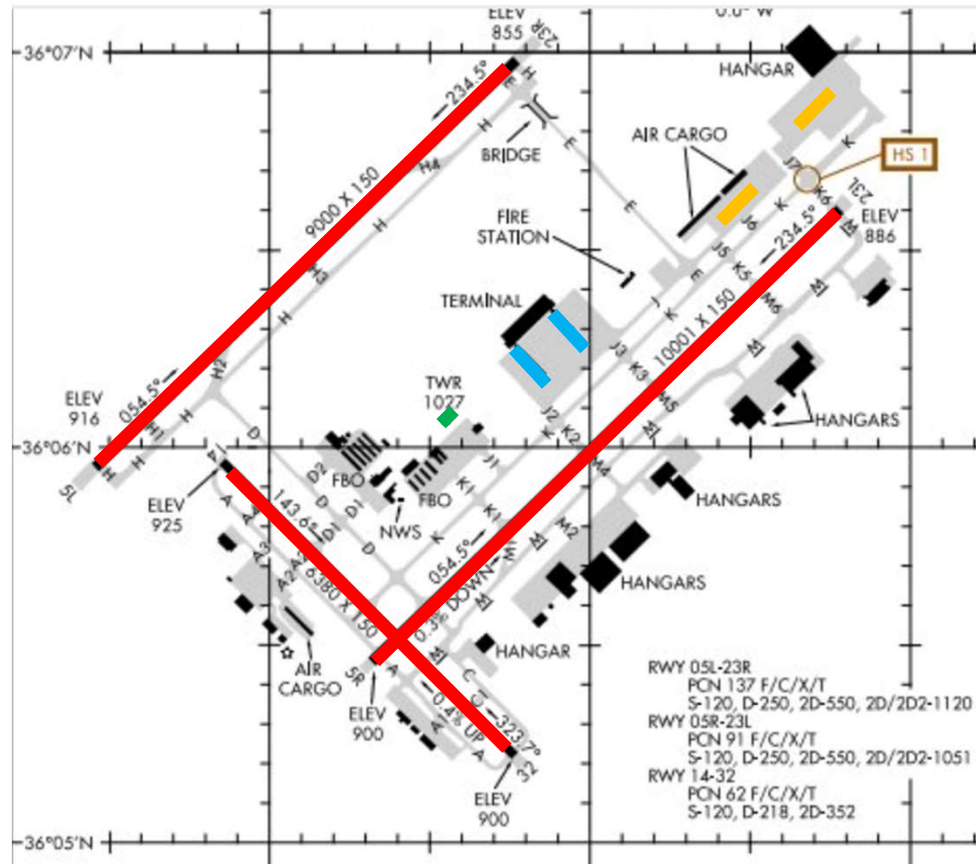 ELEV
855
0.0° W
23R
36°07'N
HANGAR
H
E
234.5°
H
BRIDGE
E
AIR CARGO
J7
K
HS 1
K6
23L
H4
9000 X 150
H
E
FIRE
STATION
J6
K
234.5°
ELEV
886
M
J5
K5
E
H3
TERMINAL
J
K
M6
M
H
10001 X 150
J3
K3
M
H2
ELEV
916
054.5°
H
H1
H
TWR
1027
M5
HANGARS
J2
K
K2
M
D
36°06'N
H
5L
14
D2
FBO
J1
M4
ELEV
925
A
143.6°
D
D1
FBO
K1
HANGARS
A4
D1
NWS
K1
M2
A3
A2
D
K
M
M
A2
6380 X 150
054.5°
0.3% DOWN
M
HANGARS
AIR
CARGO
5R
A
M
HANGAR
C
0.4% UP
C
323.7°
ELEV
900
A1
A
32
ELEV
900
RWY 05L-23R
PCN 137 F/C/X/T
S-120, D-250, 2D-550, 2D/2D2-1120
RWY 05R-23L
PCN 91 F/C/X/T
S-120, D-250, 2D-550, 2D/2D2-1051
RWY 14-32
PCN 62 F/C/X/T
S-120, D-218, 2D-352
36°05'N